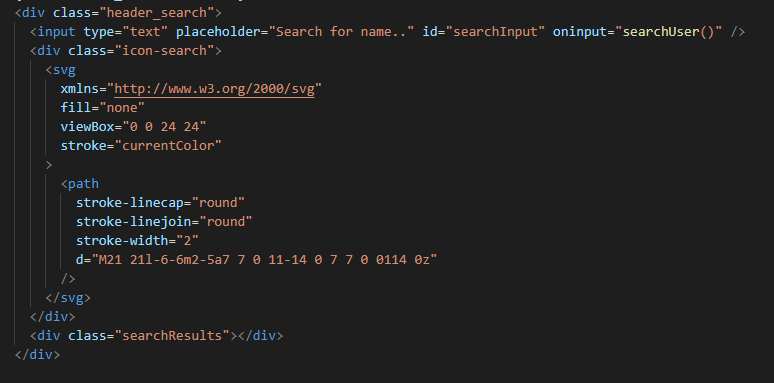 <div class="header_search">
<input type="text" placeholder="Search for name.." id="searchInput" oninput="searchUser()" />
<div class="icon-search">
<svg
xmlns="http://www.w3.org/2000/svg"
fill="none"
viewBox="0 0 24 24"
stroke="currentColor"
>
<path
stroke-linecap="round"
stroke-linejoin="round"
stroke-width="2"
d="M21 21l-6-6m2-5a7 7 0 11-14 0 7 7 0 0114 0z"
/>
</svg>
</div>
<div class="searchResults"></div>
</div>